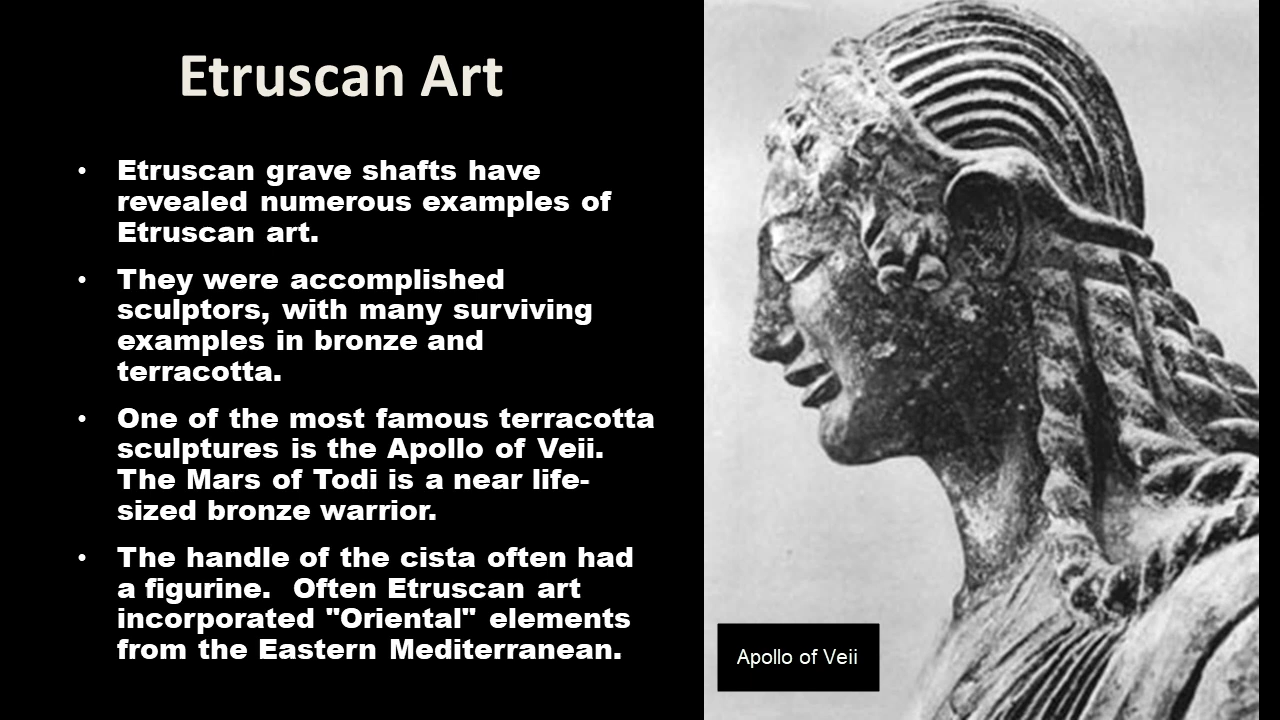 Etruscan Art
• Etruscan grave shafts have
revealed numerous examples of
Etruscan art.
• They were accomplished
sculptors, with many surviving
examples in bronze and
terracotta.
• One of the most famous terracotta
sculptures is the Apollo of Veii.
The Mars of Todi is a near life-
sized bronze warrior.
• The handle of the cista often had
a figurine.  Often Etruscan art
incorporated "Oriental" elements
from the Eastern Mediterranean.
Apollo of Veii